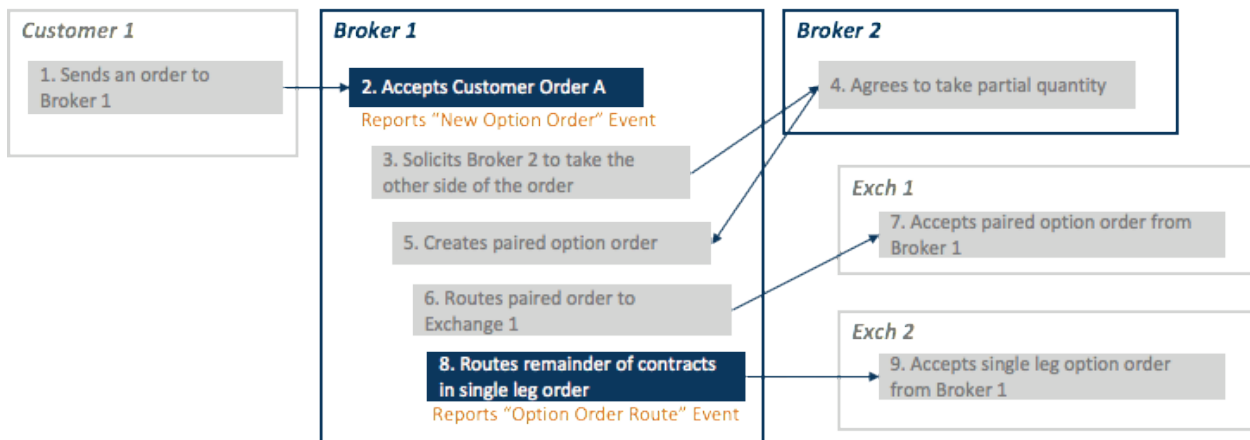 Customer 1
1. Sends an order to
Broker 1
Broker 1
2. Accepts Customer Order A
Reports "New Option Order" Event
3. Solicits Broker 2 to take the
other side of the order
Broker 2
4. Agrees to take partial quantity
5. Creates paired option order
6. Routes paired order to
Exchange 1
Exch 1
7. Accepts paired option order from
Broker 1
8. Routes remainder of contracts
in single leg order
Reports "Option Order Route" Event
Exch 2
9. Accepts single leg option order
from Broker 1